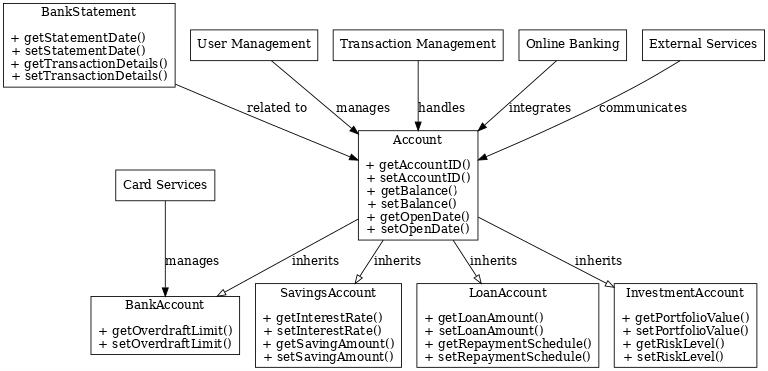 BankStatement
+ getStatementDate()
+ setStatementDate()
+ getTransactionDetails()
+ setTransactionDetails()
User Management
Transaction Management
Online Banking
External Services
related to
manages
handles
integrates
communicates
Account
+ getAccountID()
+ setAccountID()
+ getBalance()
+ setBalance()
+ getOpenDate()
+ setOpenDate()
Card Services
manages
inherits
inherits
inherits
inherits
BankAccount
+ getOverdraftLimit()
+ setOverdraftLimit()
SavingsAccount
+ getInterestRate()
+ setInterestRate()
+ getSavingAmount()
+ setSavingAmount()
LoanAccount
+ getLoanAmount()
+ setLoanAmount()
+ getRepaymentSchedule()
+ setRepaymentSchedule()
InvestmentAccount
+ getPortfolioValue()
+ setPortfolioValue()
+ getRiskLevel()
+ setRiskLevel()